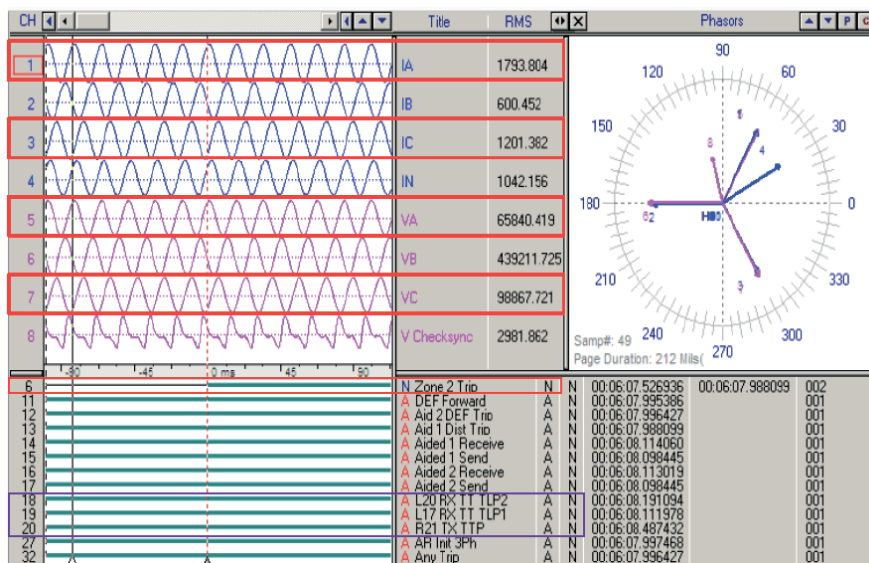 CH Title RMS Phasors P
1 IA 1793.804
2 IB 600.452
3 IC 1201.382
4 IN 1042.156
5 VA 65840.419
6 VB 439211.725
7 VC 98867.721
8 V Checksync 2981.862
-90 -45 0 ms 45 90
90
120 60
150 30
180 0
210 330
240 300
270
8 4
2
Samp#: 49
Page Duration: 212 Mils(
6 N Zone 2 Trip N N 00:06:07.526936 00:06:07.988099 002
11 A DEF Forward A N 00:06:07.995386 001
12 A Aid 2 DEF Trip A N 00:06:07.996427 001
13 A Aid 1 Dist Trip A N 00:06:07.988099 001
14 A Aided 1 Receive A N 00:06:08.114060 001
15 A Aided 1 Send A N 00:06:08.098445 001
16 A Aided 2 Receive A N 00:06:08.113019 001
17 A Aided 2 Send A N 00:06:08.098445 001
18 A L20 RX TT TLP2 A N 00:06:08.191094 001
19 A L17 RX TT TLP1 A N 00:06:08.111978 001
20 A R21 TX TTP A N 00:06:08.487432 001
27 A AR Init 3Ph A N 00:06:07.997468 001
32 A Any Trip A N 00:06:07.996427 001